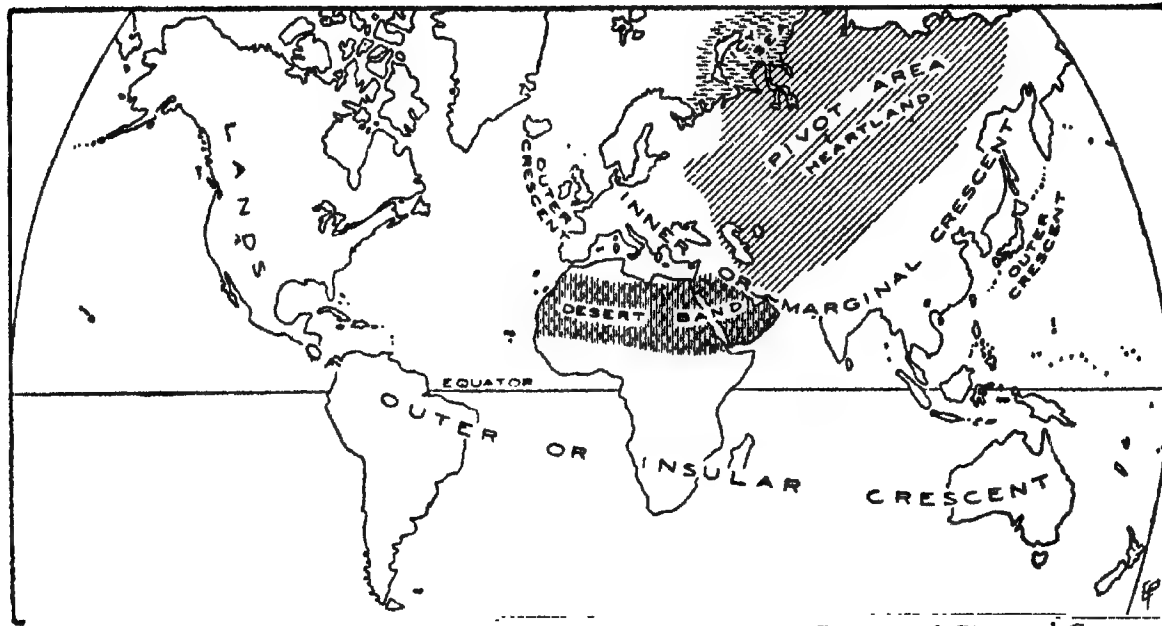 LANDS
OUTER CRESCENT
PIVOT AREA
HEARTLAND
INNER OR MARGINAL CRESCENT
OUTER CRESCENT
DESERT BAND
EQUATOR
OUTER OR INSULAR CRESCENT